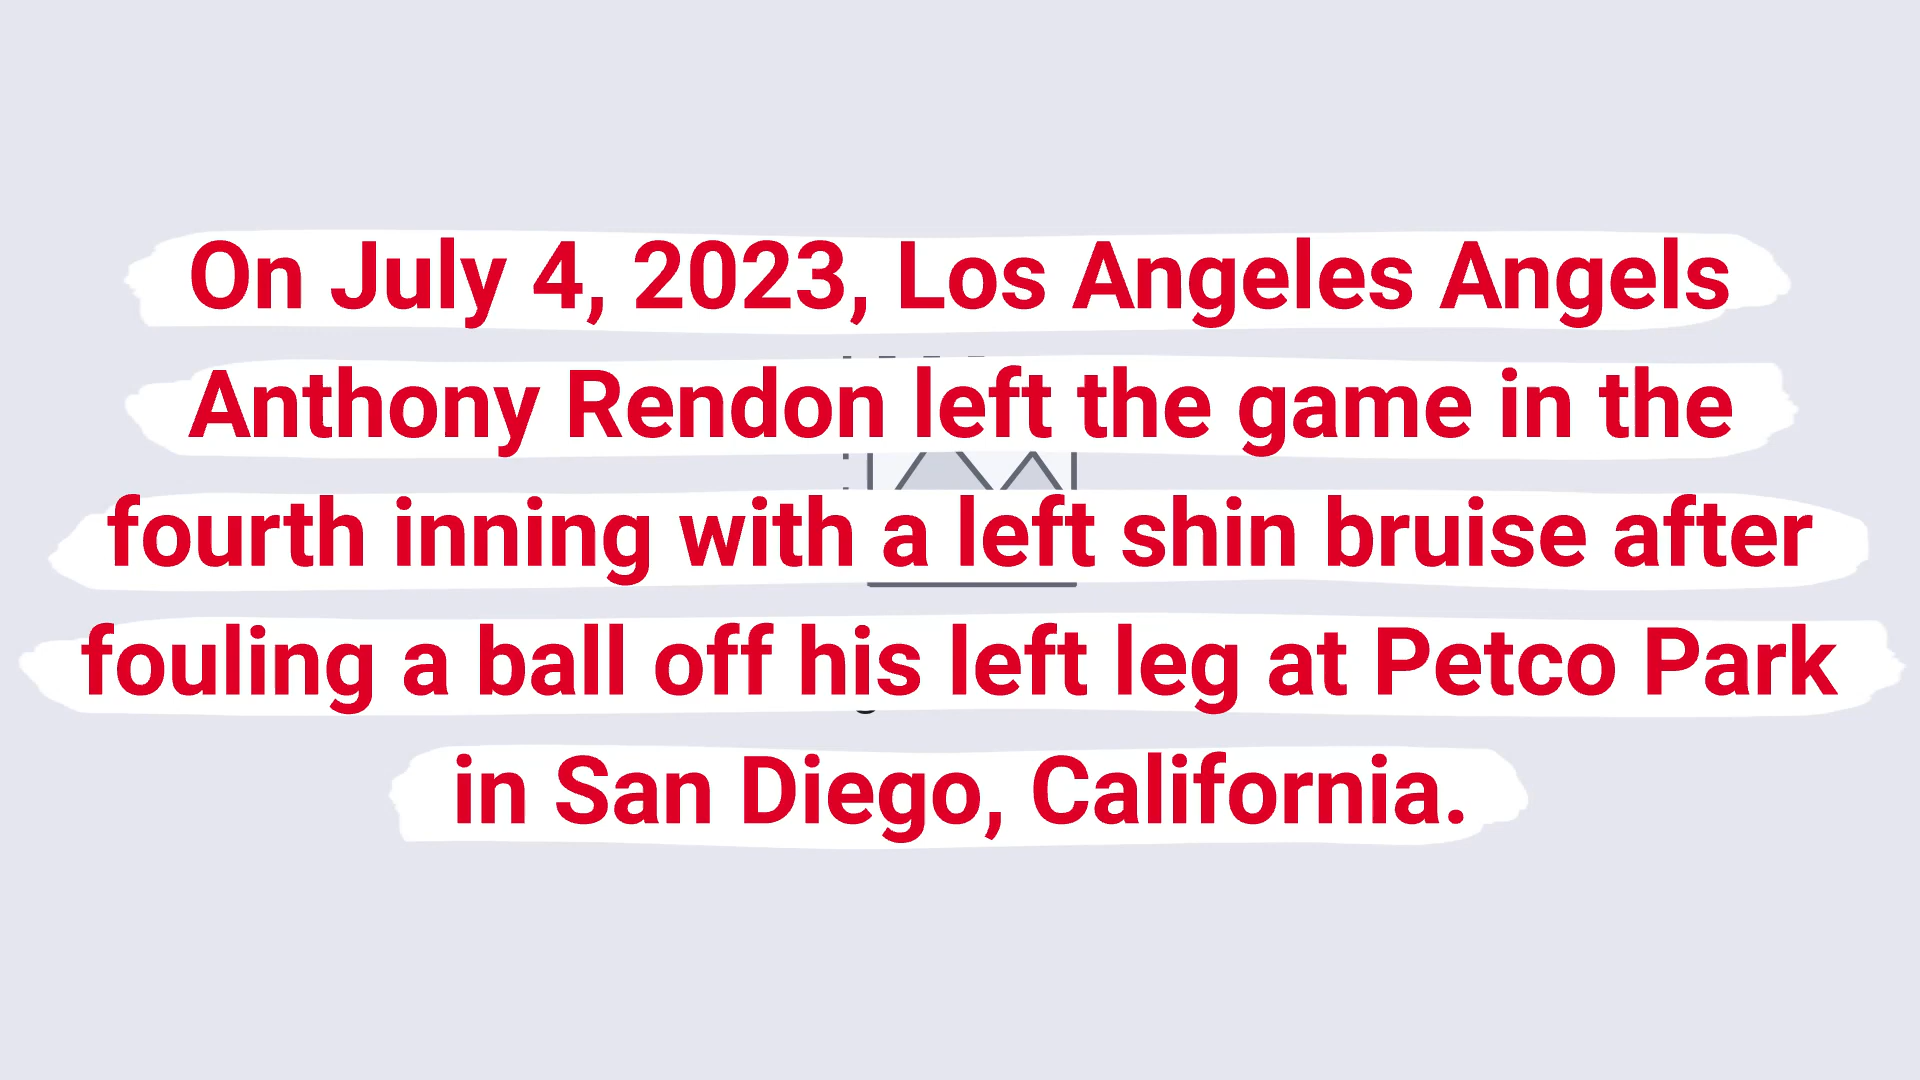 On July 4, 2023, Los Angeles Angels
Anthony Rendon left the game in the
fourth inning with a left shin bruise after
fouling a ball off his left leg at Petco Park
in San Diego, California.